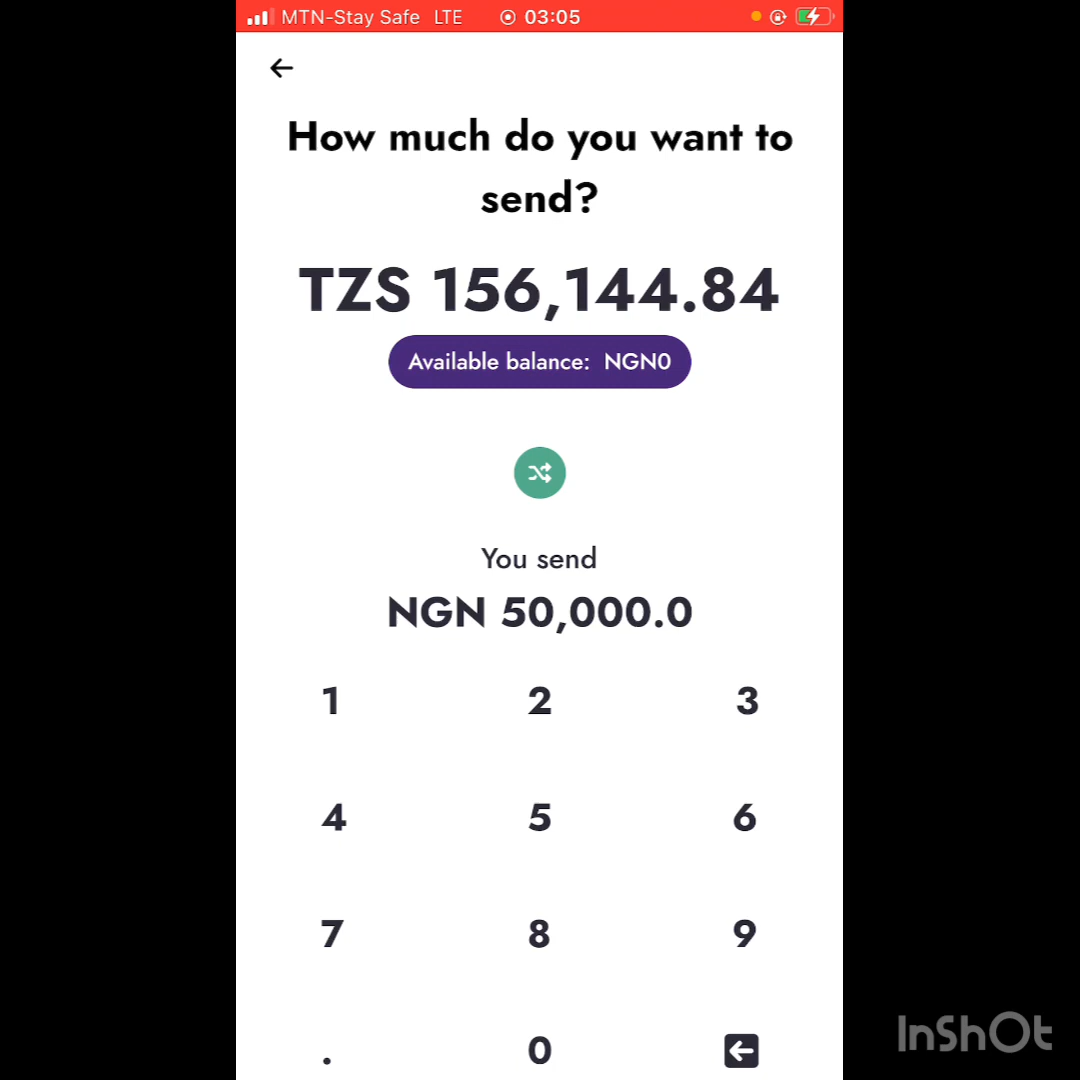 MTN-Stay Safe LTE 03:05
How much do you want to
send?
TZS 156,144.84
Available balance: NGN0
You send
NGN 50,000.0
1 2 3
4 5 6
7 8 9
. 0
InShOt